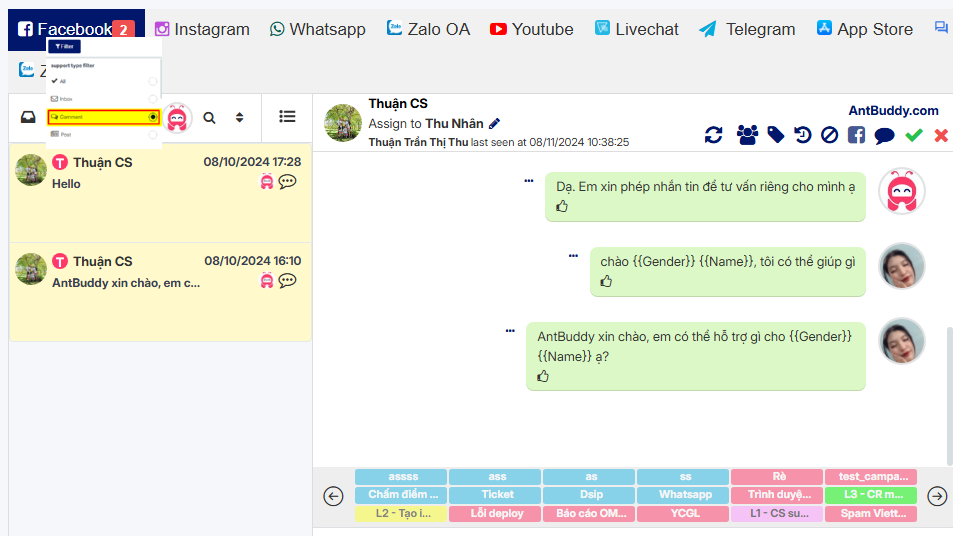 Facebook 2
Instagram
Whatsapp
Zalo OA
Youtube
Livechat
Telegram
App Store
Zalo
Z
Filter
support type filter
All
Inbox
Comment
Post
Thuận CS 08/10/2024 17:28
Hello
Thuận CS 08/10/2024 16:10
AntBuddy xin chào, em c...
Thuận CS
Assign to Thu Nhân
Thuận Trần Thị Thu last seen at 08/11/2024 10:38:25
AntBuddy.com
Dạ. Em xin phép nhắn tin để tư vấn riêng cho mình ạ
chào {{Gender}} {{Name}}, tôi có thể giúp gì
AntBuddy xin chào, em có thể hỗ trợ gì cho {{Gender}}
{{Name}} ạ?
assss ass as ss Rè test_campa...
Chấm điểm ... Ticket Dsip Whatsapp Trình duyệ... L3 - CR m...
L2 - Tạo i... Lỗi deploy Báo cáo OM... YCGL L1 - CS su... Spam Viett...